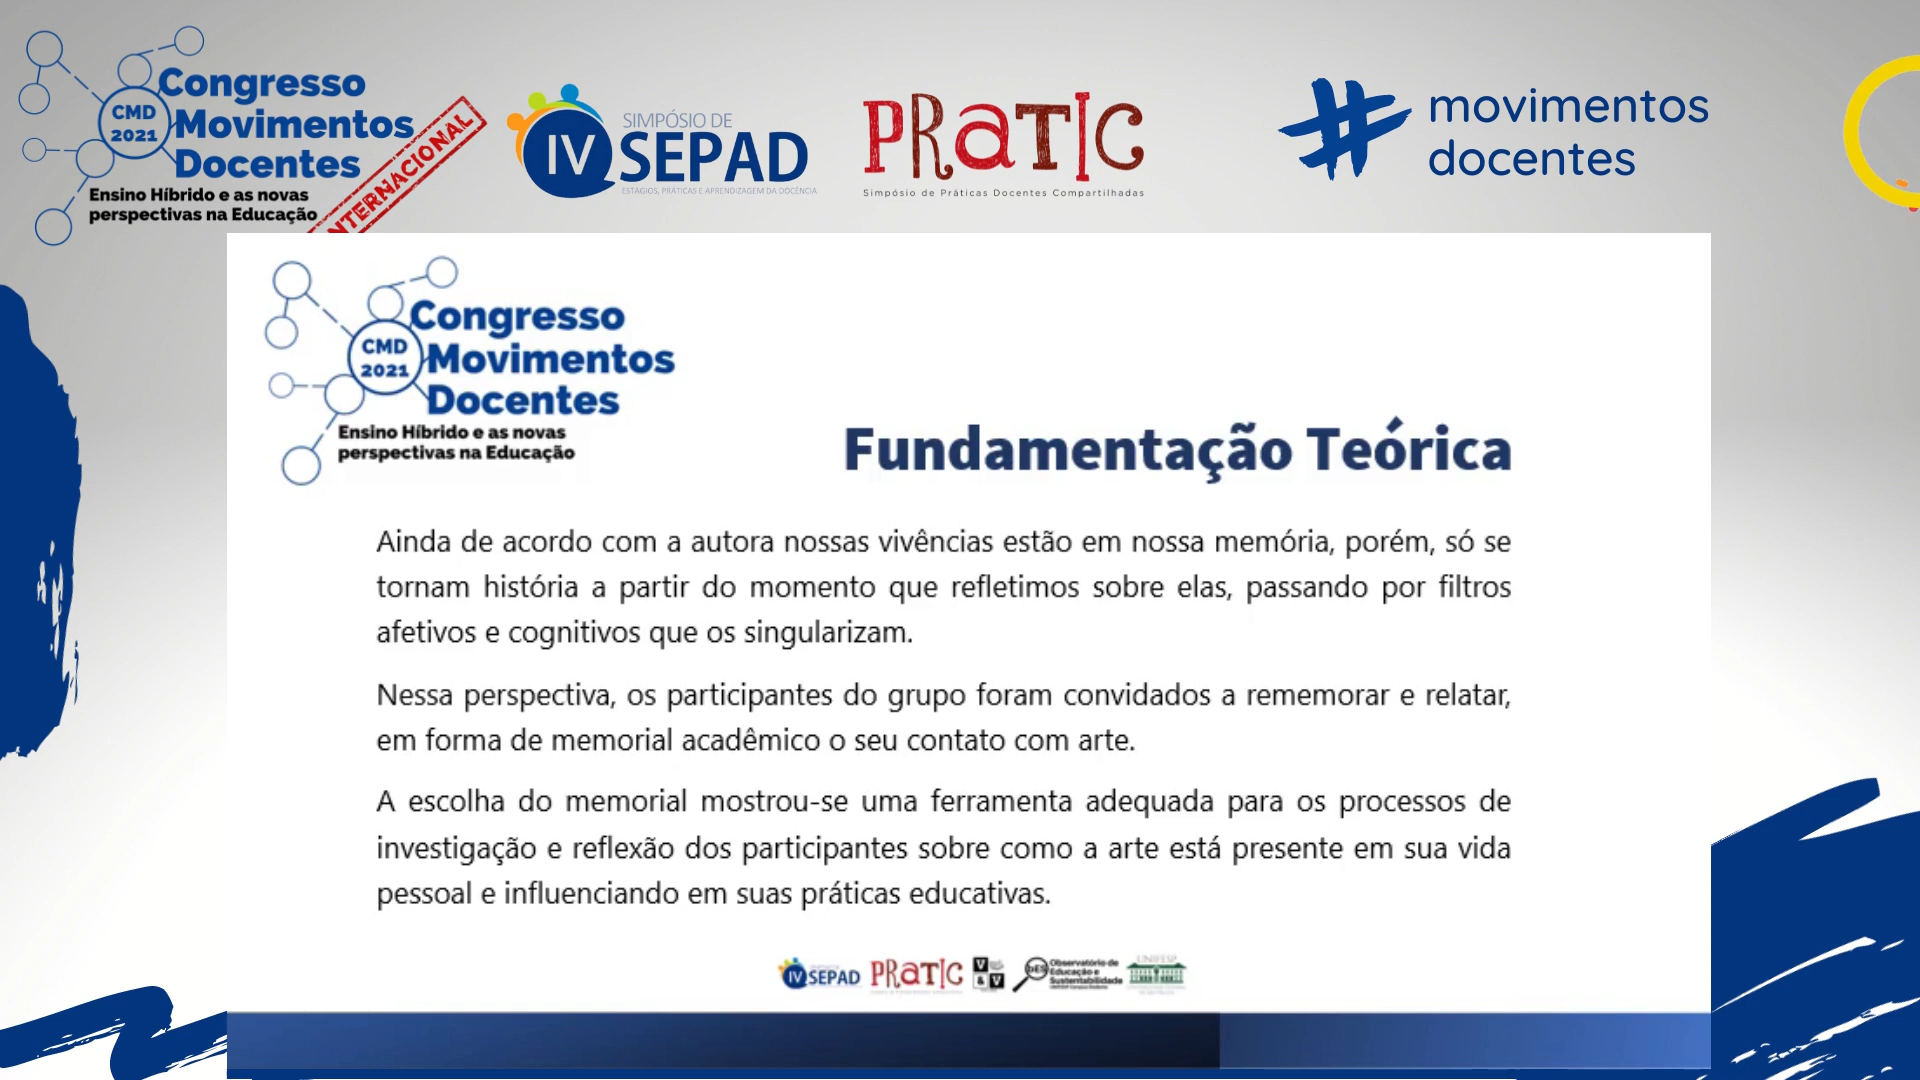 Congresso
CMD
2021
Movimentos
Docentes
Ensino Híbrido e as novas
perspectivas na Educação
SIMPÓSIO DE
IV SEPAD
ESTÁGIOS, PRÁTICAS E APRENDIZAGEM DA DOCÊNCIA
PRATIC
Simpósio de Práticas Docentes Compartilhadas
# movimentos
docentes
Congresso
CMD
2021
Movimentos
Docentes
Ensino Híbrido e as novas
perspectivas na Educação
Fundamentação Teórica
Ainda de acordo com a autora nossas vivências estão em nossa memória, porém, só se
tornam história a partir do momento que refletimos sobre elas, passando por filtros
afetivos e cognitivos que os singularizam.
Nessa perspectiva, os participantes do grupo foram convidados a rememorar e relatar,
em forma de memorial acadêmico o seu contato com arte.
A escolha do memorial mostrou-se uma ferramenta adequada para os processos de
investigação e reflexão dos participantes sobre como a arte está presente em sua vida
pessoal e influenciando em suas práticas educativas.
IV SEPAD
PRATIC
V
& V
Observatório de
Educação e
Sustentabilidade
UNIFESP